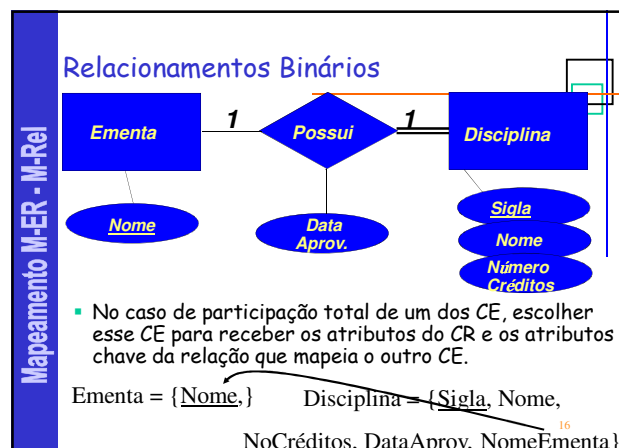 Mapeamento M-ER - M-Rel
Relacionamentos Binários
Ementa
1
Possui
1
Disciplina
Nome
Data
Aprov.
Sigla
Nome
Número
Créditos
No caso de participação total de um dos CE, escolher
esse CE para receber os atributos do CR e os atributos
chave da relação que mapeia o outro CE.
Ementa = {Nome,}
Disciplina = {Sigla, Nome,
NoCréditos, DataAprov, NomeEmenta}
16